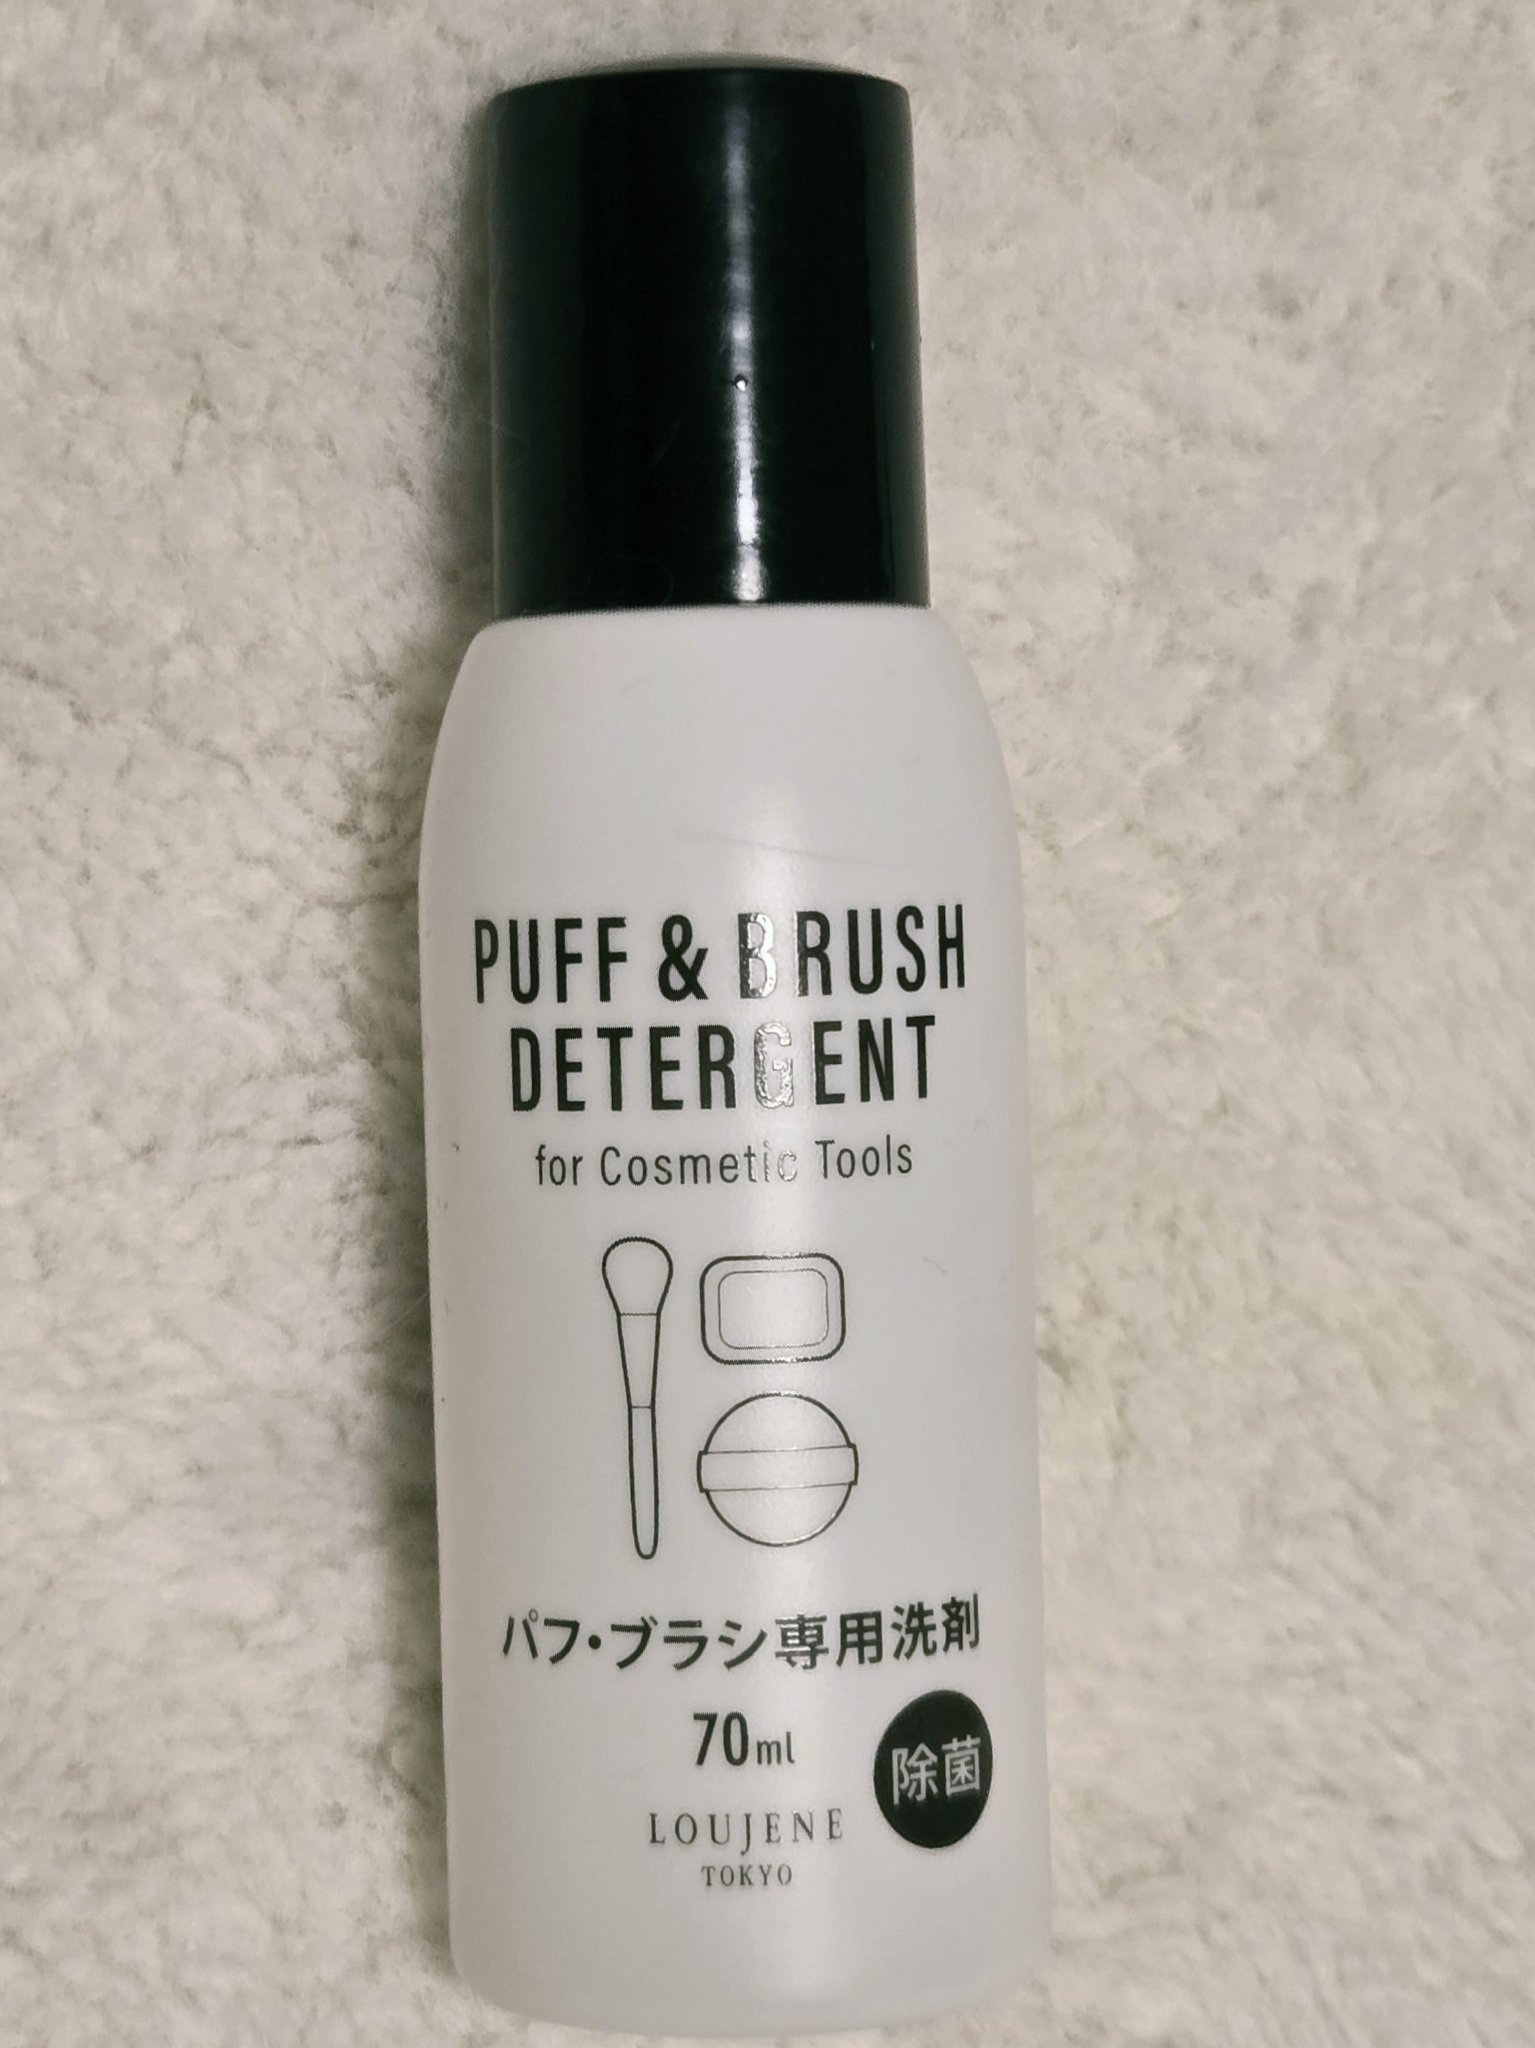 PUFF & BRUSH
DETERGENT
for Cosmetic Tools
パフ・ブラシ専用洗剤
70ml
除菌
LOUJENE
TOKYO